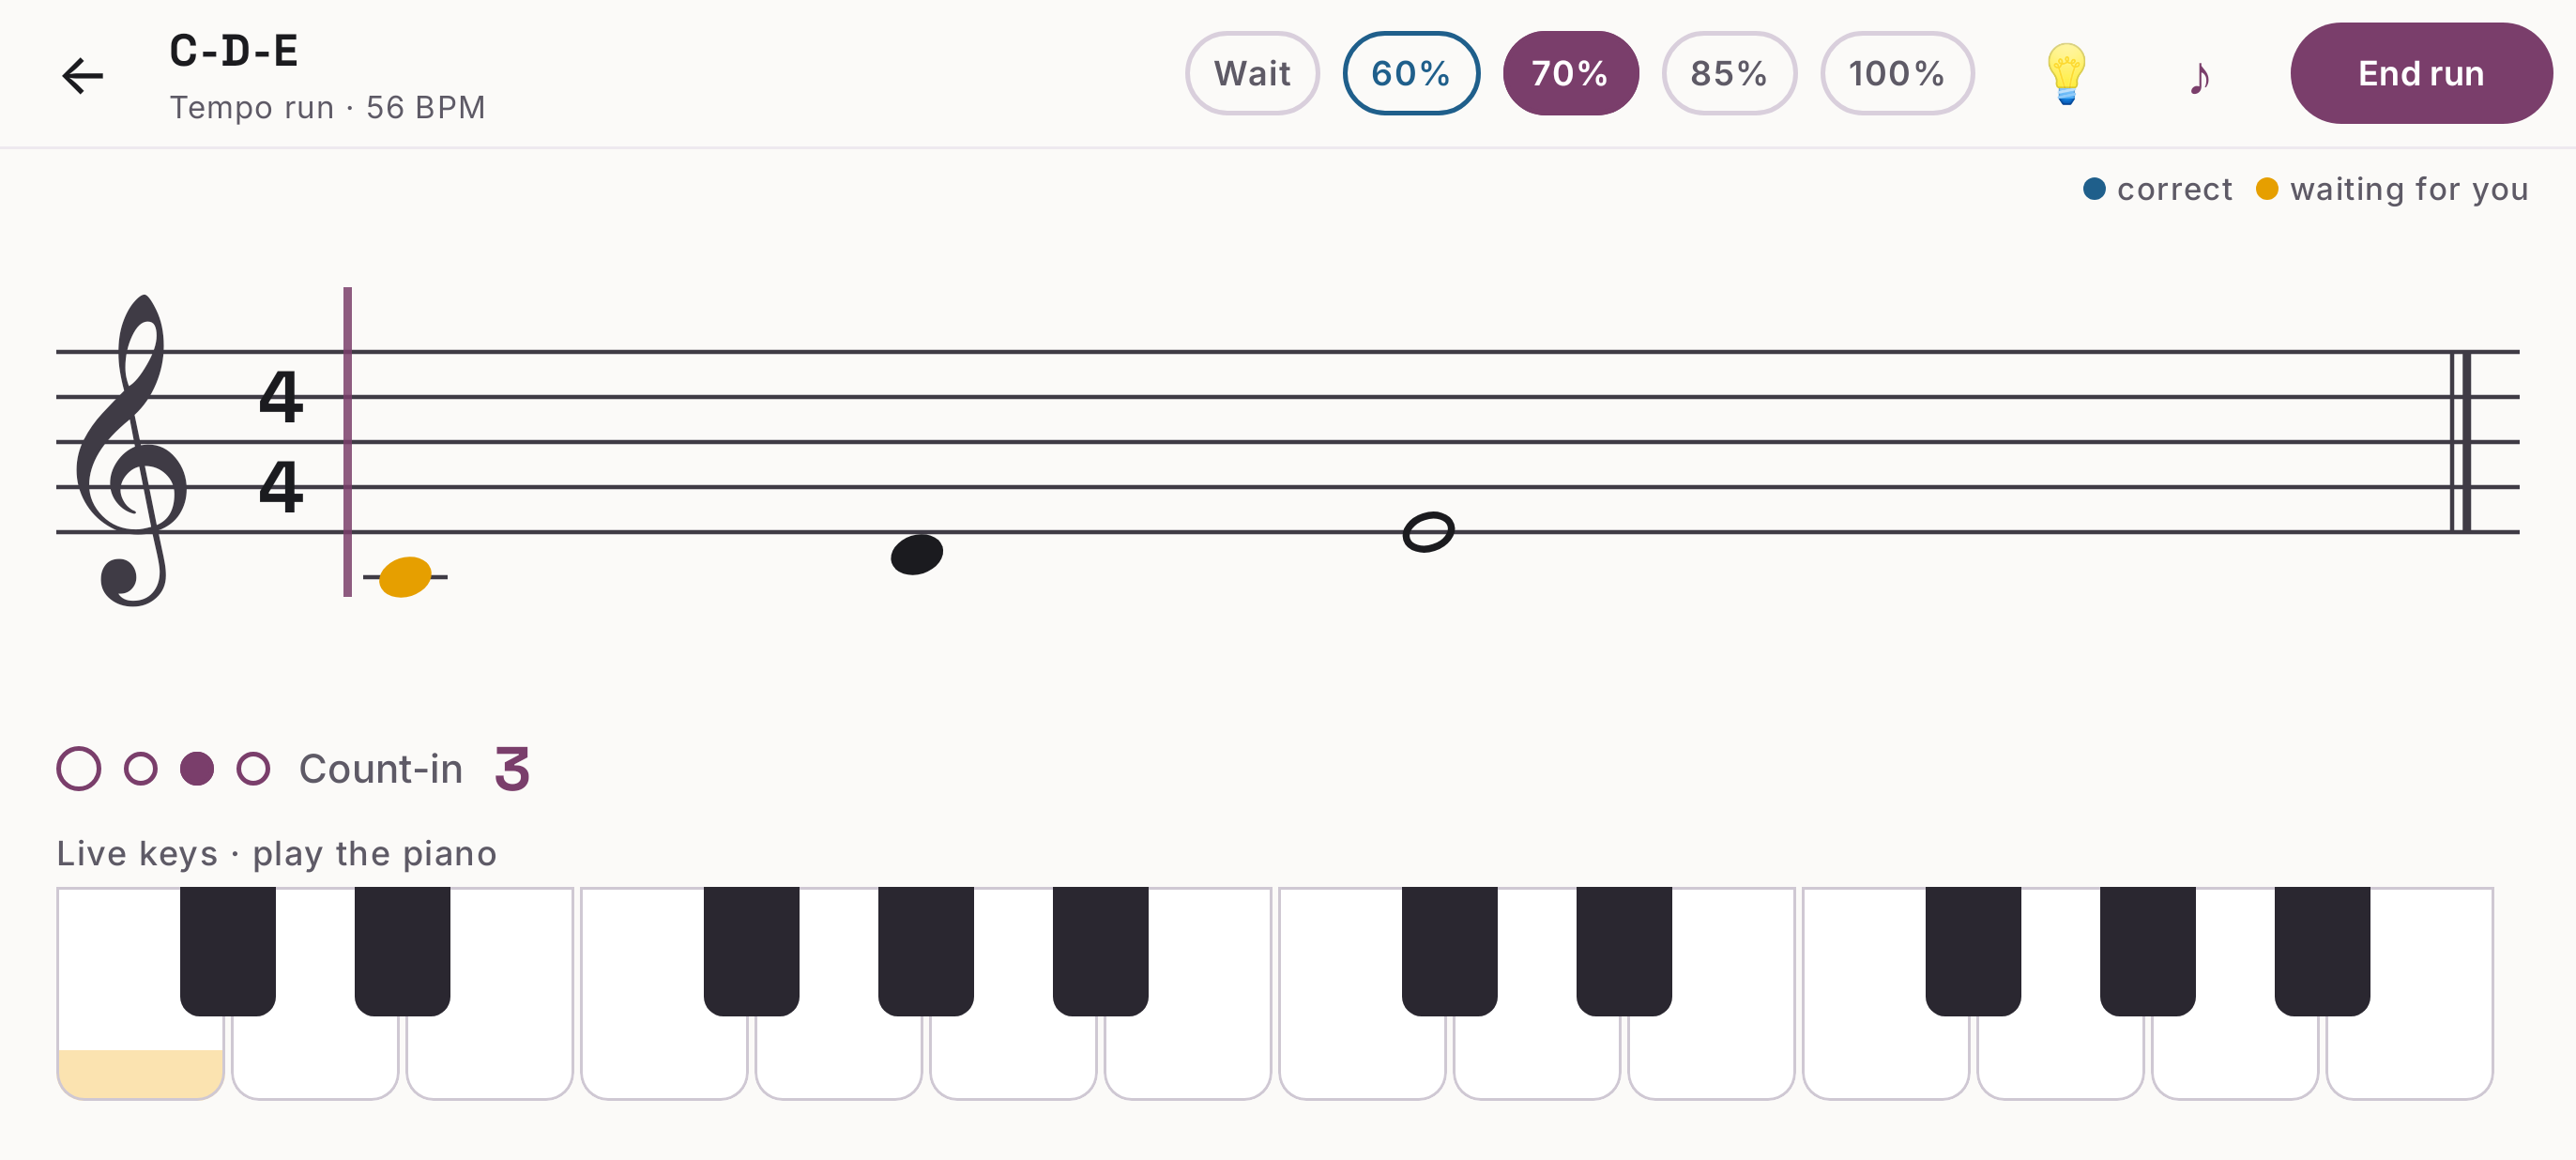 C-D-E
Tempo run · 56 BPM
Wait 60% 70% 85% 100% End run
correct waiting for you
4
4
Count-in 3
Live keys · play the piano